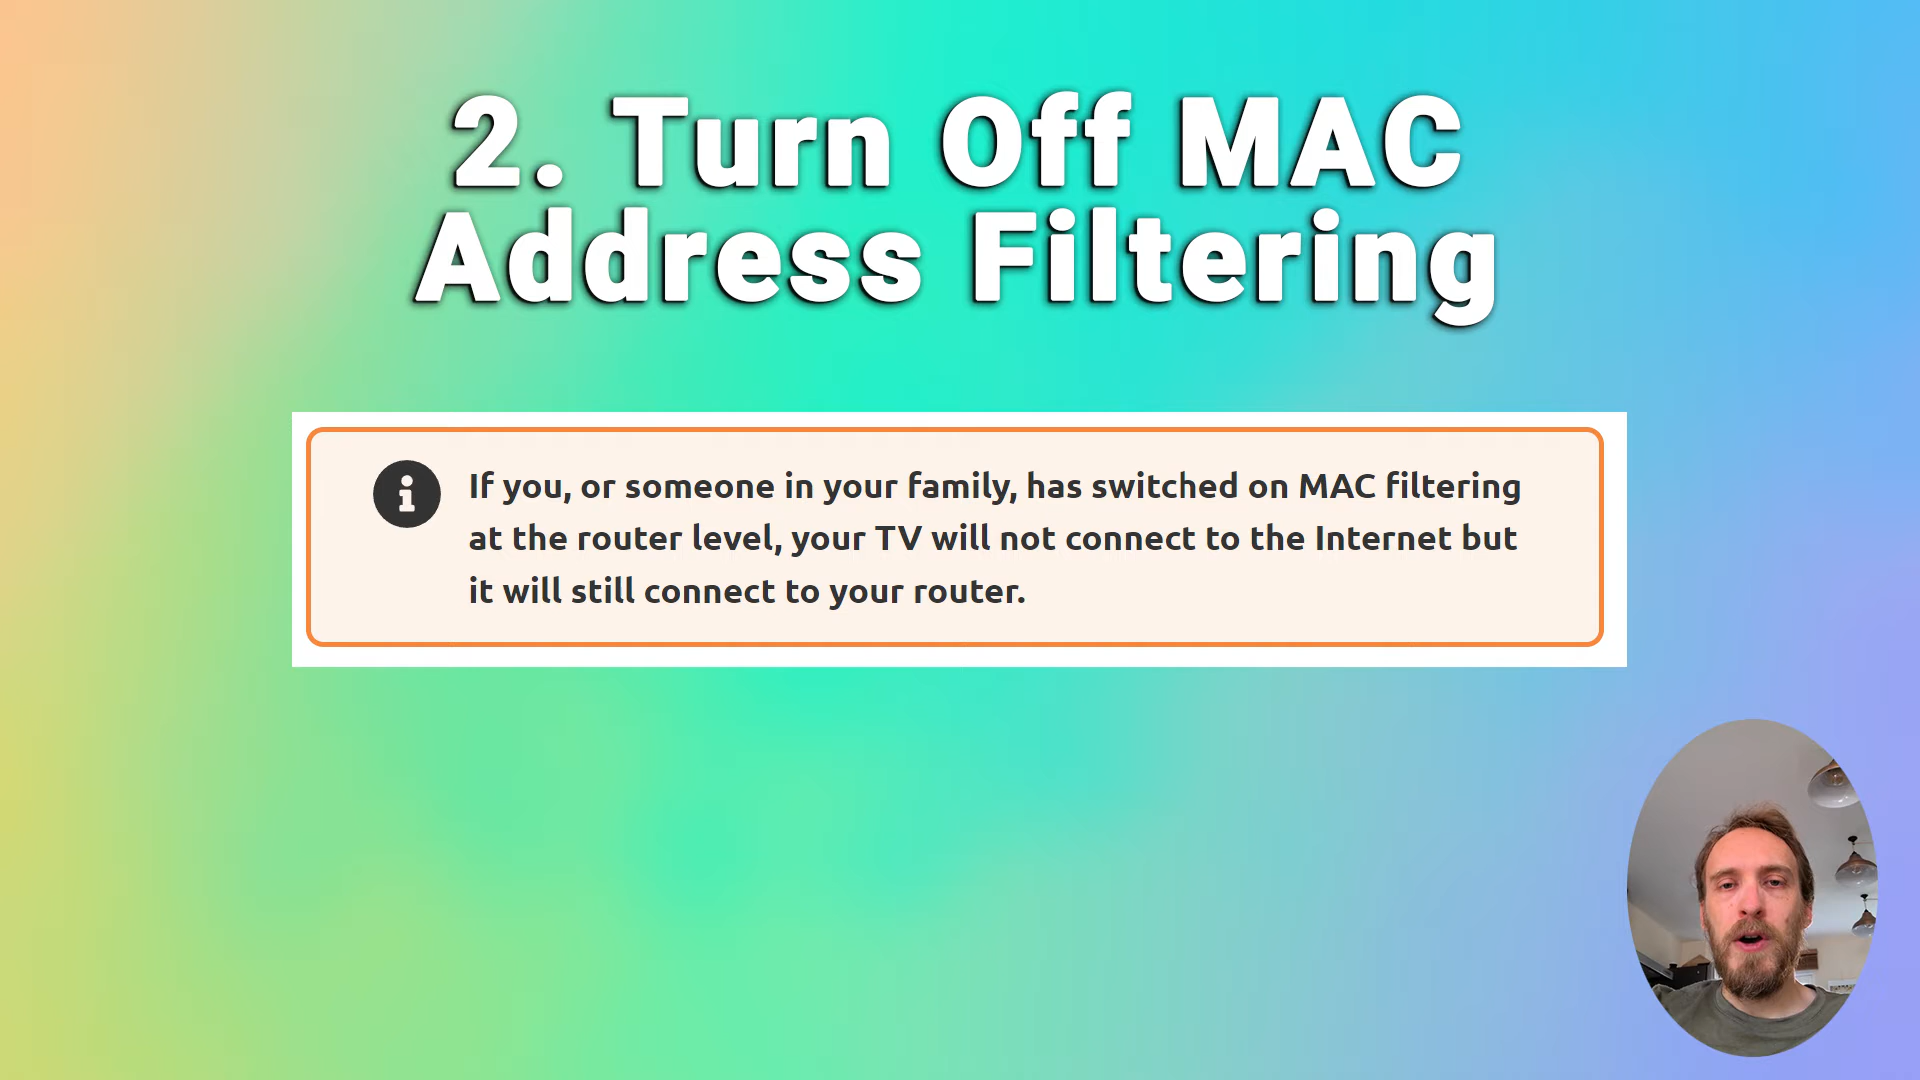 2. Turn Off MAC
Address Filtering
If you, or someone in your family, has switched on MAC filtering
at the router level, your TV will not connect to the Internet but
it will still connect to your router.